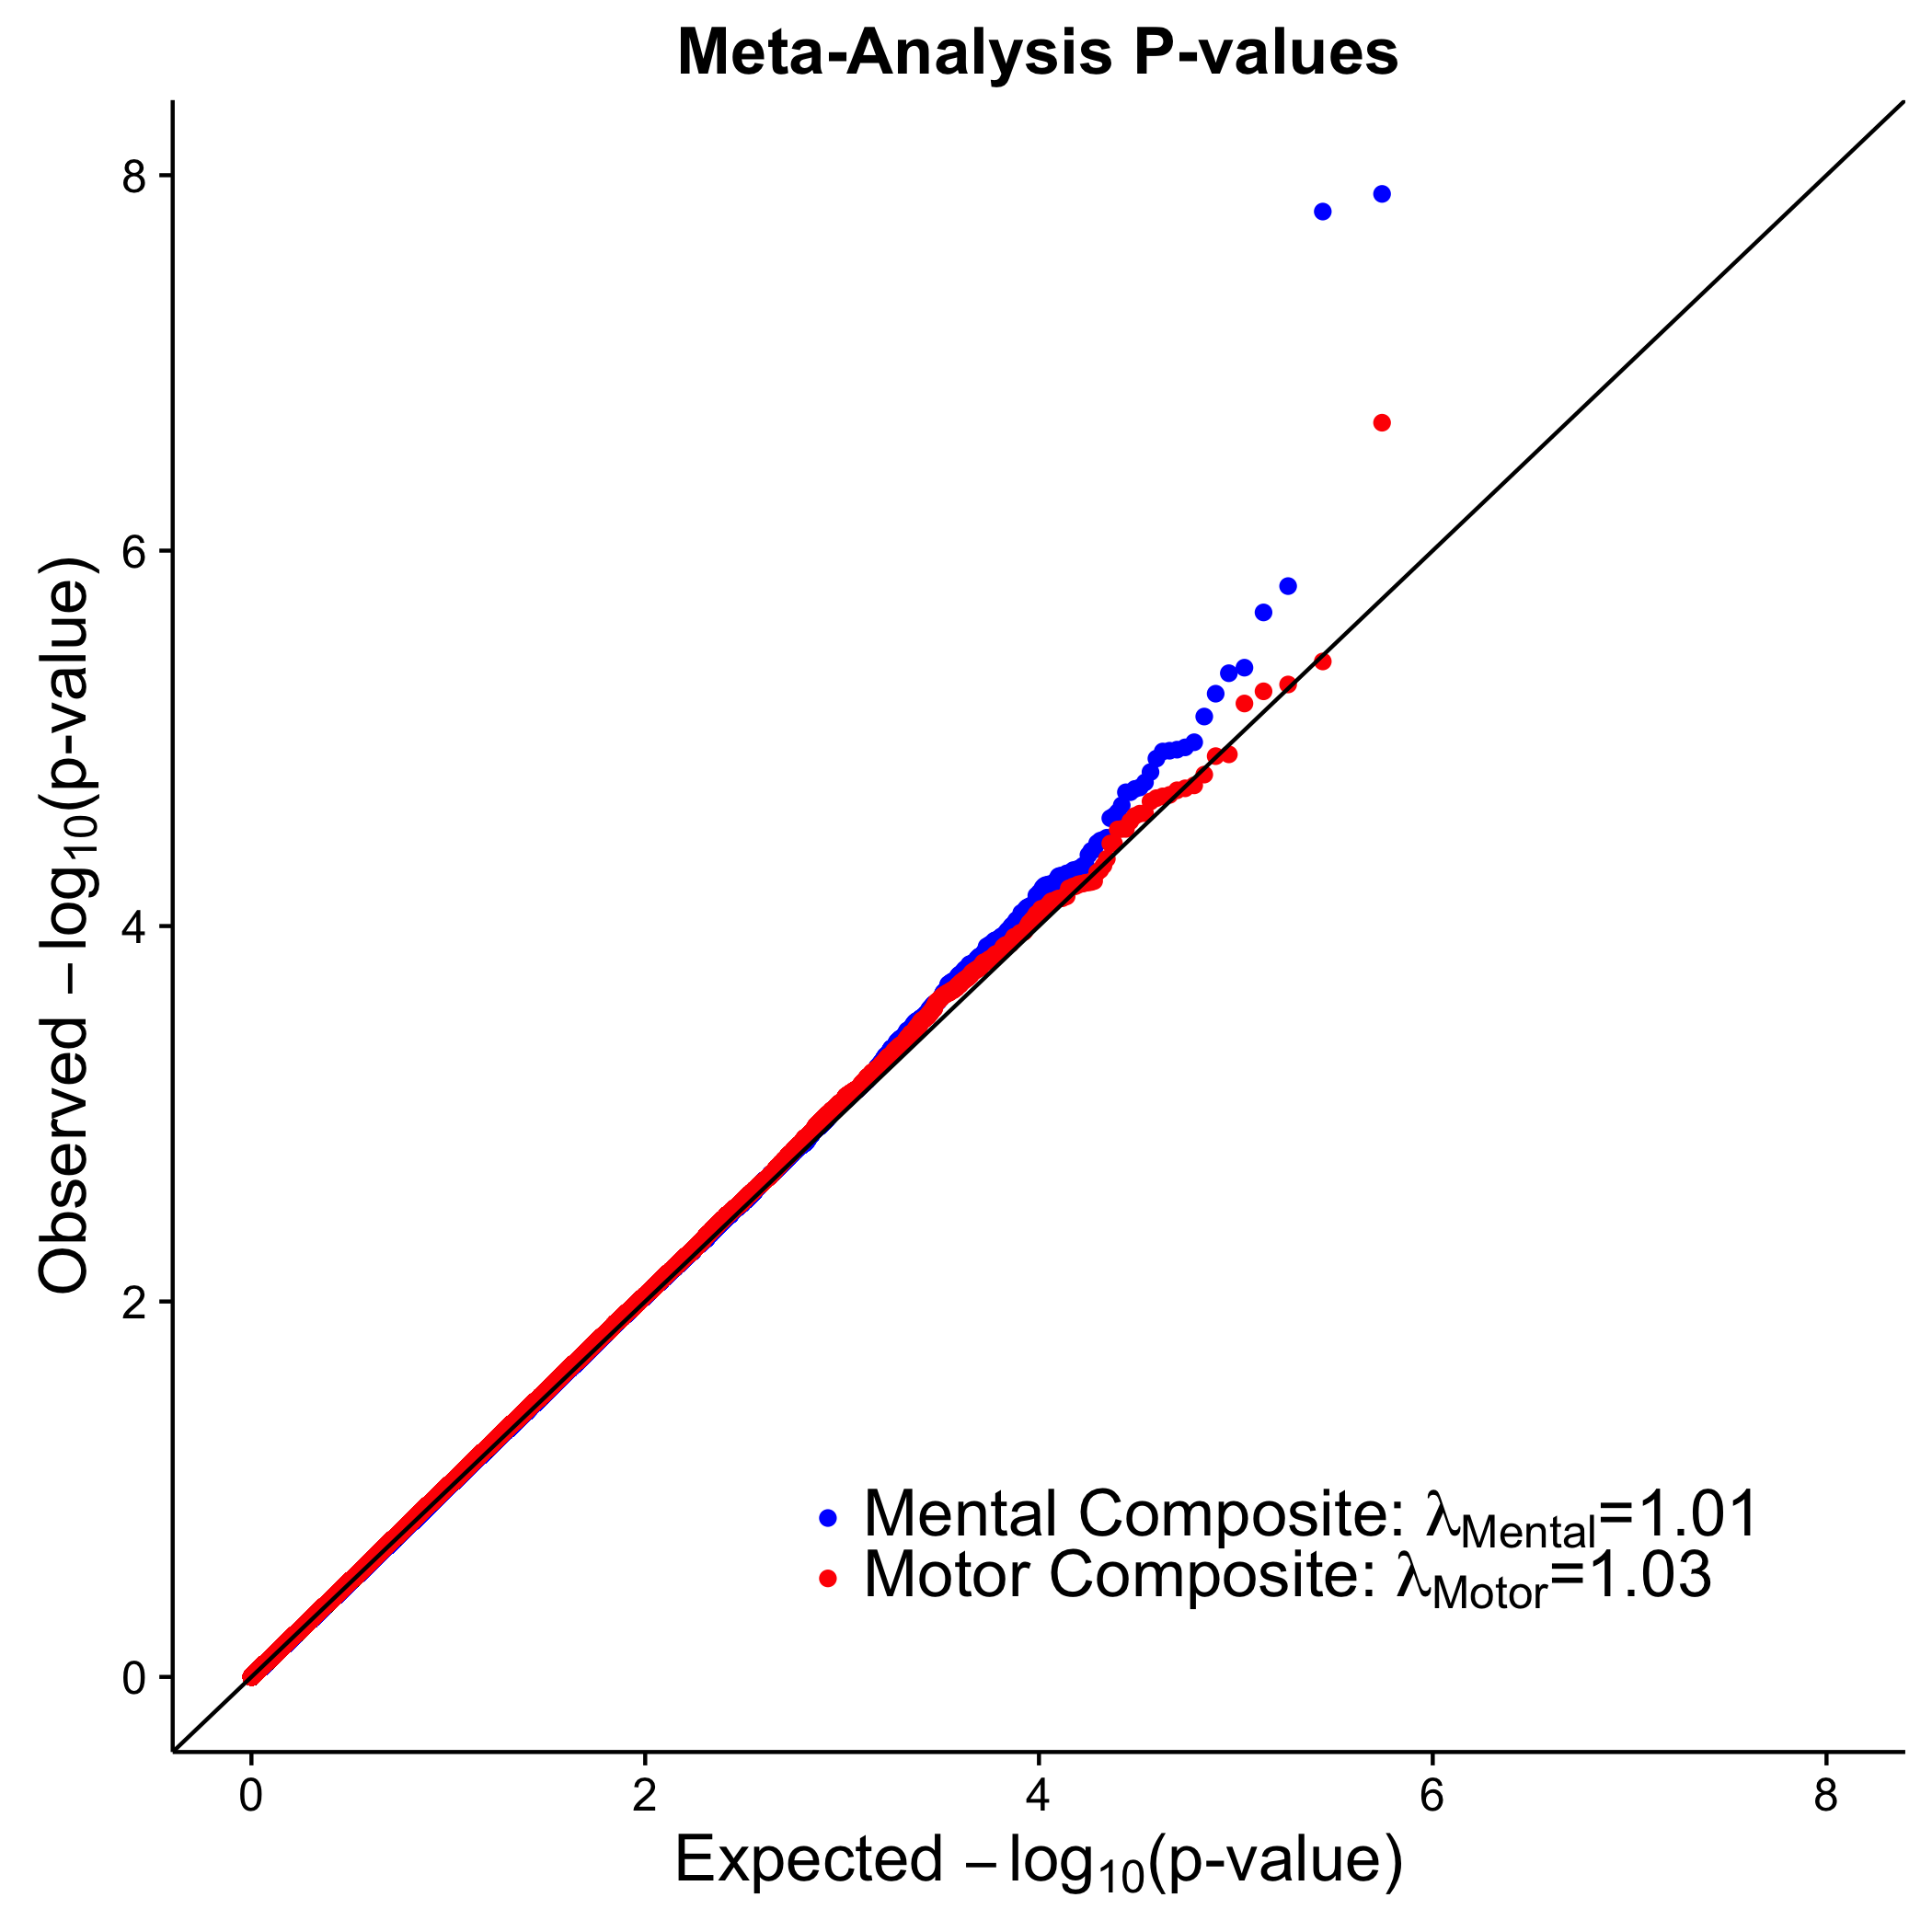 Meta-Analysis P-values
8
6
4
2
0
Observed −log10(p-value)
Mental Composite: λMental=1.01
Motor Composite: λMotor=1.03
0 2 4 6 8
Expected −log10(p-value)